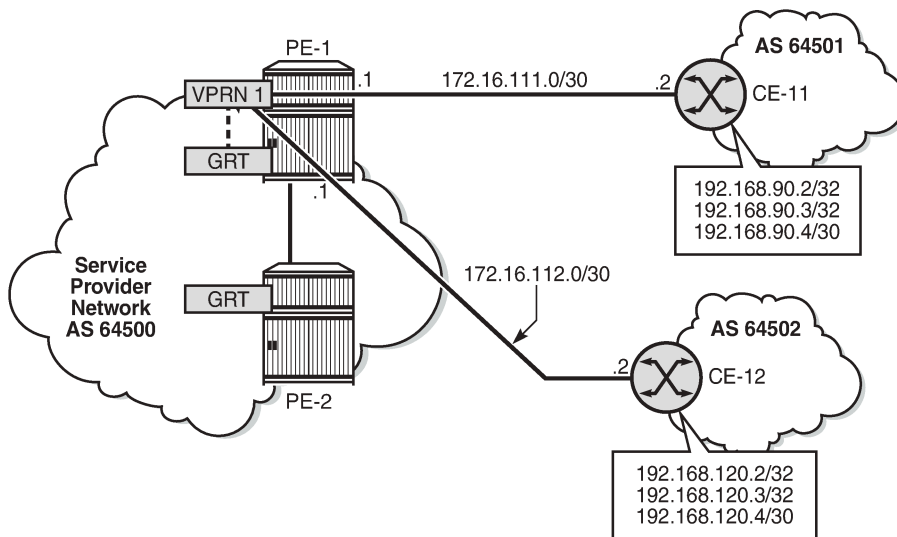 PE-1
AS 64501
VPRN 1
.1
172.16.111.0/30
.2
CE-11
GRT
.1
192.168.90.2/32
192.168.90.3/32
192.168.90.4/30
Service
Provider
Network
AS 64500
GRT
172.16.112.0/30
AS 64502
.2
CE-12
PE-2
192.168.120.2/32
192.168.120.3/32
192.168.120.4/30